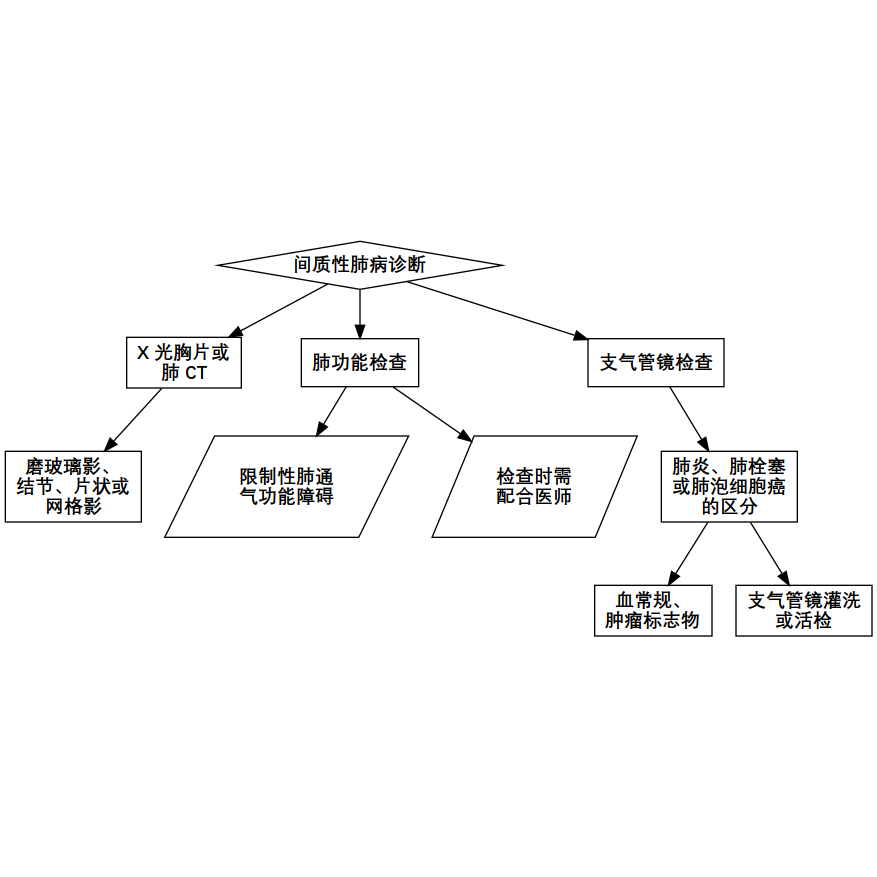 间质性肺病诊断
X 光胸片或
肺 CT
肺功能检查
支气管镜检查
磨玻璃影、
结节、片状或
网格影
限制性肺通
气功能障碍
检查时需
配合医师
肺炎、肺栓塞
或肺泡细胞癌
的区分
血常规、
肿瘤标志物
支气管镜灌洗
或活检